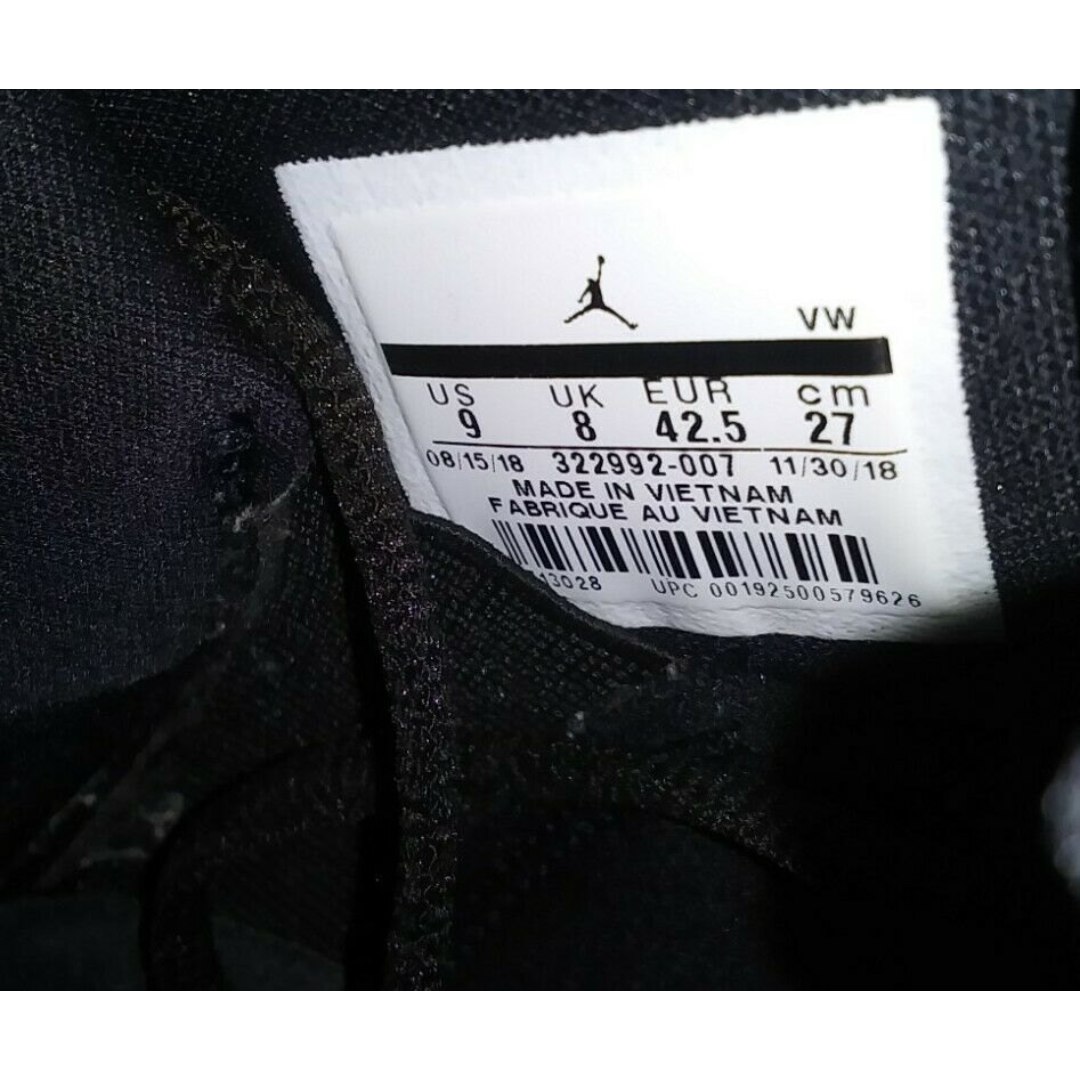 VW
US UK EUR cm
9 8 42.5 27
08/15/18 322992-007 11/30/18
MADE IN VIETNAM
FABRIQUE AU VIETNAM
13028 UPC 00192500579626